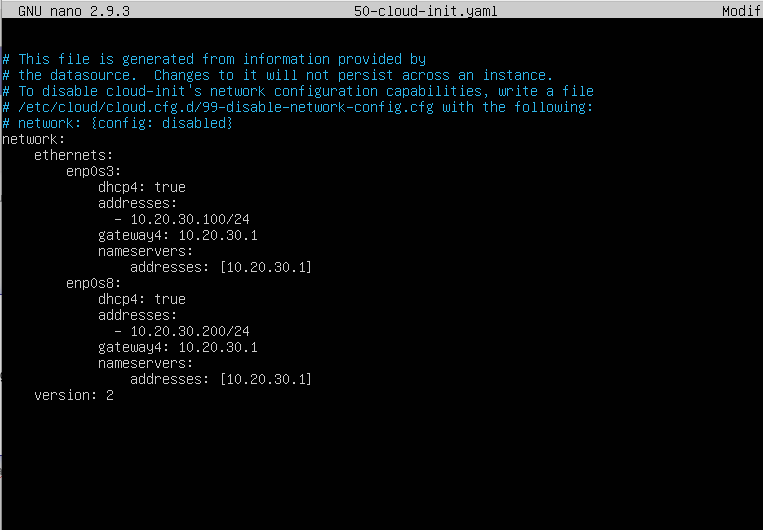 GNU nano 2.9.3 50-cloud-init.yaml Modif
# This file is generated from information provided by
# the datasource.  Changes to it will not persist across an instance.
# To disable cloud-init's network configuration capabilities, write a file
# /etc/cloud/cloud.cfg.d/99-disable-network-config.cfg with the following:
# network: {config: disabled}
network:
    ethernets:
        enp0s3:
            dhcp4: true
            addresses:
              - 10.20.30.100/24
            gateway4: 10.20.30.1
            nameservers:
                addresses: [10.20.30.1]
        enp0s8:
            dhcp4: true
            addresses:
              - 10.20.30.200/24
            gateway4: 10.20.30.1
            nameservers:
                addresses: [10.20.30.1]
    version: 2